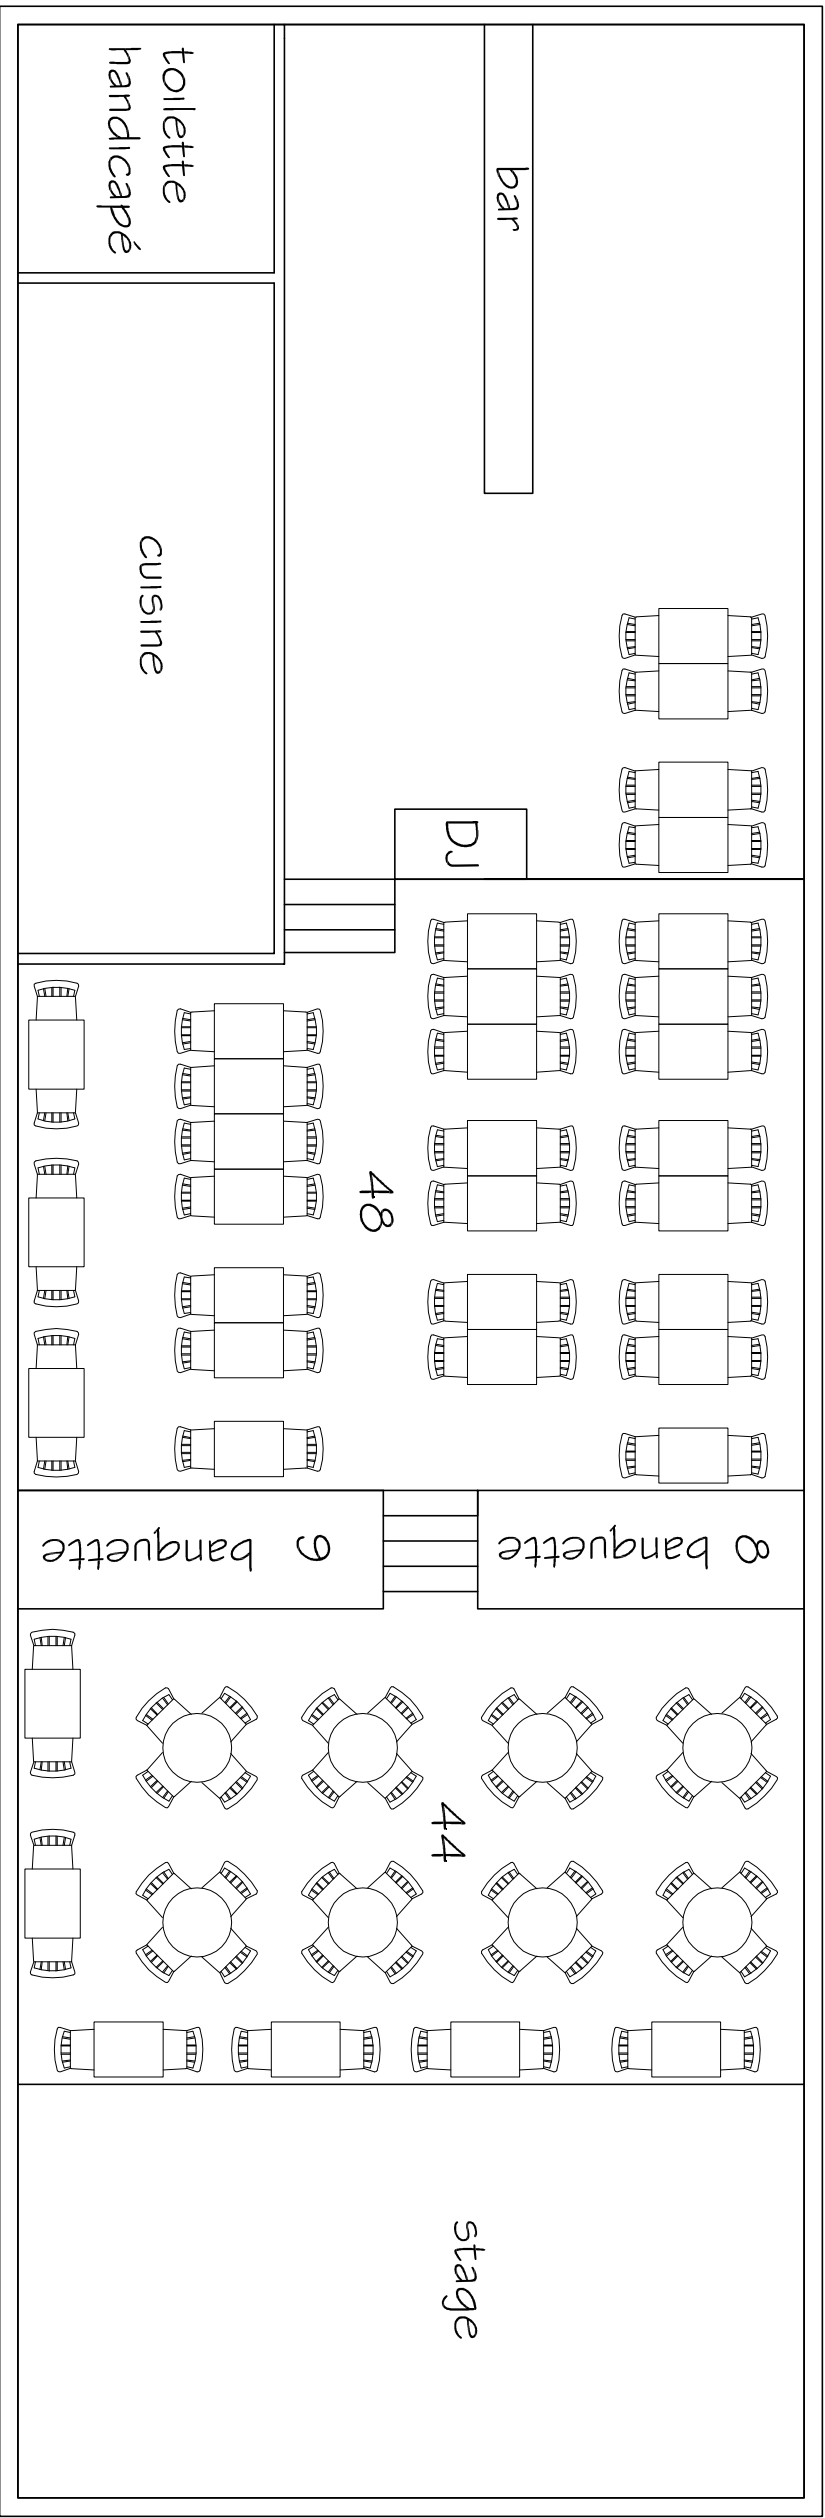 toilette
handicapé
bar
cuisine
DJ
48
9 banquette
8 banquette
44
stage